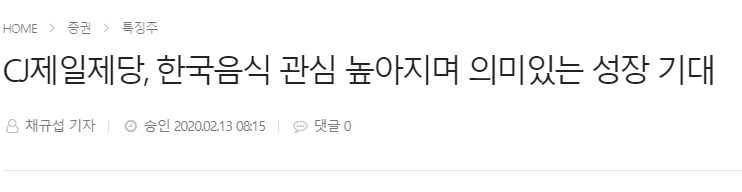 HOME > 증권 > 특징주
CJ제일제당, 한국음식 관심 높아지며 의미있는 성장 기대
채규섭 기자 | 승인 2020.02.13 08:15 | 댓글 0